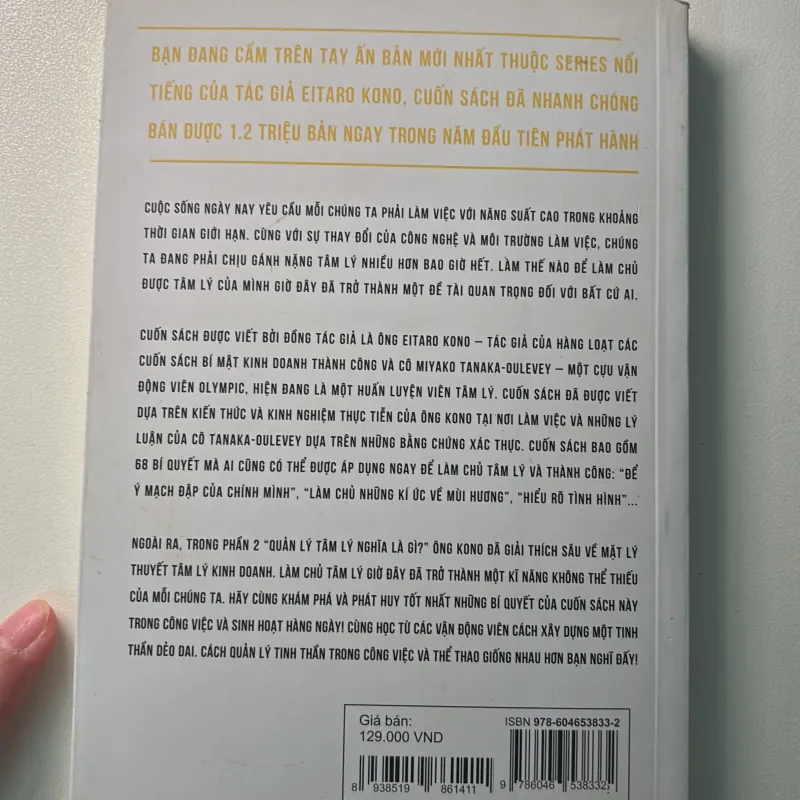 BẠN ĐANG CẦM TRÊN TAY ẤN BẢN MỚI NHẤT THUỘC SERIES NỔI
TIẾNG CỦA TÁC GIẢ EITARO KONO, CUỐN SÁCH ĐÃ NHANH CHÓNG
BÁN ĐƯỢC 1.2 TRIỆU BẢN NGAY TRONG NĂM ĐẦU TIÊN PHÁT HÀNH
CUỘC SỐNG NGÀY NAY YÊU CẦU MỖI CHÚNG TA PHẢI LÀM VIỆC VỚI NĂNG SUẤT CAO TRONG KHOẢNG
THỜI GIAN GIỚI HẠN. CÙNG VỚI SỰ THAY ĐỔI CỦA CÔNG NGHỆ VÀ MÔI TRƯỜNG LÀM VIỆC, CHÚNG
TA ĐANG PHẢI CHỊU GÁNH NẶNG TÂM LÝ NHIỀU HƠN BAO GIỜ HẾT. LÀM THẾ NÀO ĐỂ LÀM CHỦ
ĐƯỢC TÂM LÝ CỦA MÌNH GIỜ ĐÂY ĐÃ TRỞ THÀNH MỘT ĐỀ TÀI QUAN TRỌNG ĐỐI VỚI BẤT CỨ AI.
CUỐN SÁCH ĐƯỢC VIẾT BỞI ĐỒNG TÁC GIẢ LÀ ÔNG EITARO KONO – TÁC GIẢ CỦA HÀNG LOẠT CÁC
CUỐN SÁCH BÍ MẬT KINH DOANH THÀNH CÔNG VÀ CÔ MIYAKO TANAKA-OULEVEY – MỘT CỰU VẬN
ĐỘNG VIÊN OLYMPIC, HIỆN ĐANG LÀ MỘT HUẤN LUYỆN VIÊN TÂM LÝ. CUỐN SÁCH ĐÃ ĐƯỢC VIẾT
DỰA TRÊN KIẾN THỨC VÀ KINH NGHIỆM THỰC TIỄN CỦA ÔNG KONO TẠI NƠI LÀM VIỆC VÀ NHỮNG LÝ
LUẬN CỦA CÔ TANAKA-OULEVEY DỰA TRÊN NHỮNG BẰNG CHỨNG XÁC THỰC. CUỐN SÁCH BAO GỒM
68 BÍ QUYẾT MÀ AI CŨNG CÓ THỂ ĐƯỢC ÁP DỤNG NGAY ĐỂ LÀM CHỦ TÂM LÝ VÀ THÀNH CÔNG: "ĐỂ
Ý MẠCH ĐẬP CỦA CHÍNH MÌNH", "LÀM CHỦ NHỮNG KÍ ỨC VỀ MÙI HƯƠNG", "HIỂU RÕ TÌNH HÌNH"...
NGOÀI RA, TRONG PHẦN 2 "QUẢN LÝ TÂM LÝ NGHĨA LÀ GÌ?" ÔNG KONO ĐÃ GIẢI THÍCH SÂU VỀ MẶT LÝ
THUYẾT TÂM LÝ KINH DOANH. LÀM CHỦ TÂM LÝ GIỜ ĐÂY ĐÃ TRỞ THÀNH MỘT KĨ NĂNG KHÔNG THỂ THIẾU
CỦA MỖI CHÚNG TA. HÃY CÙNG KHÁM PHÁ VÀ PHÁT HUY TỐT NHẤT NHỮNG BÍ QUYẾT CỦA CUỐN SÁCH NÀY
TRONG CÔNG VIỆC VÀ SINH HOẠT HÀNG NGÀY! CÙNG HỌC TỪ CÁC VẬN ĐỘNG VIÊN CÁCH XÂY DỰNG MỘT TINH
THẦN DẺO DAI. CÁCH QUẢN LÝ TINH THẦN TRONG CÔNG VIỆC VÀ THỂ THAO GIỐNG NHAU HƠN BẠN NGHĨ ĐẤY!
Giá bán:
129.000 VND
ISBN 978-604653833-2
8 938519 861411
9 786046 538332